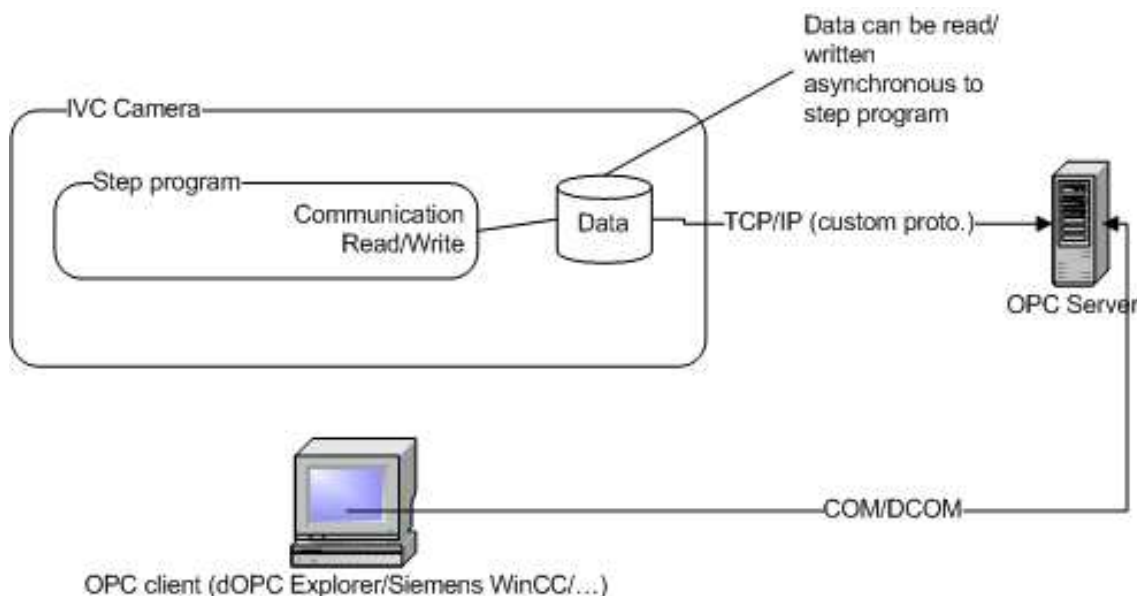 Data can be read/
written
asynchronous to
step program
IVC Camera
Step program
Communication
Read/Write
Data
TCP/IP (custom proto.)
OPC Server
COM/DCOM
OPC client (dOPC Explorer/Siemens WinCC/…)